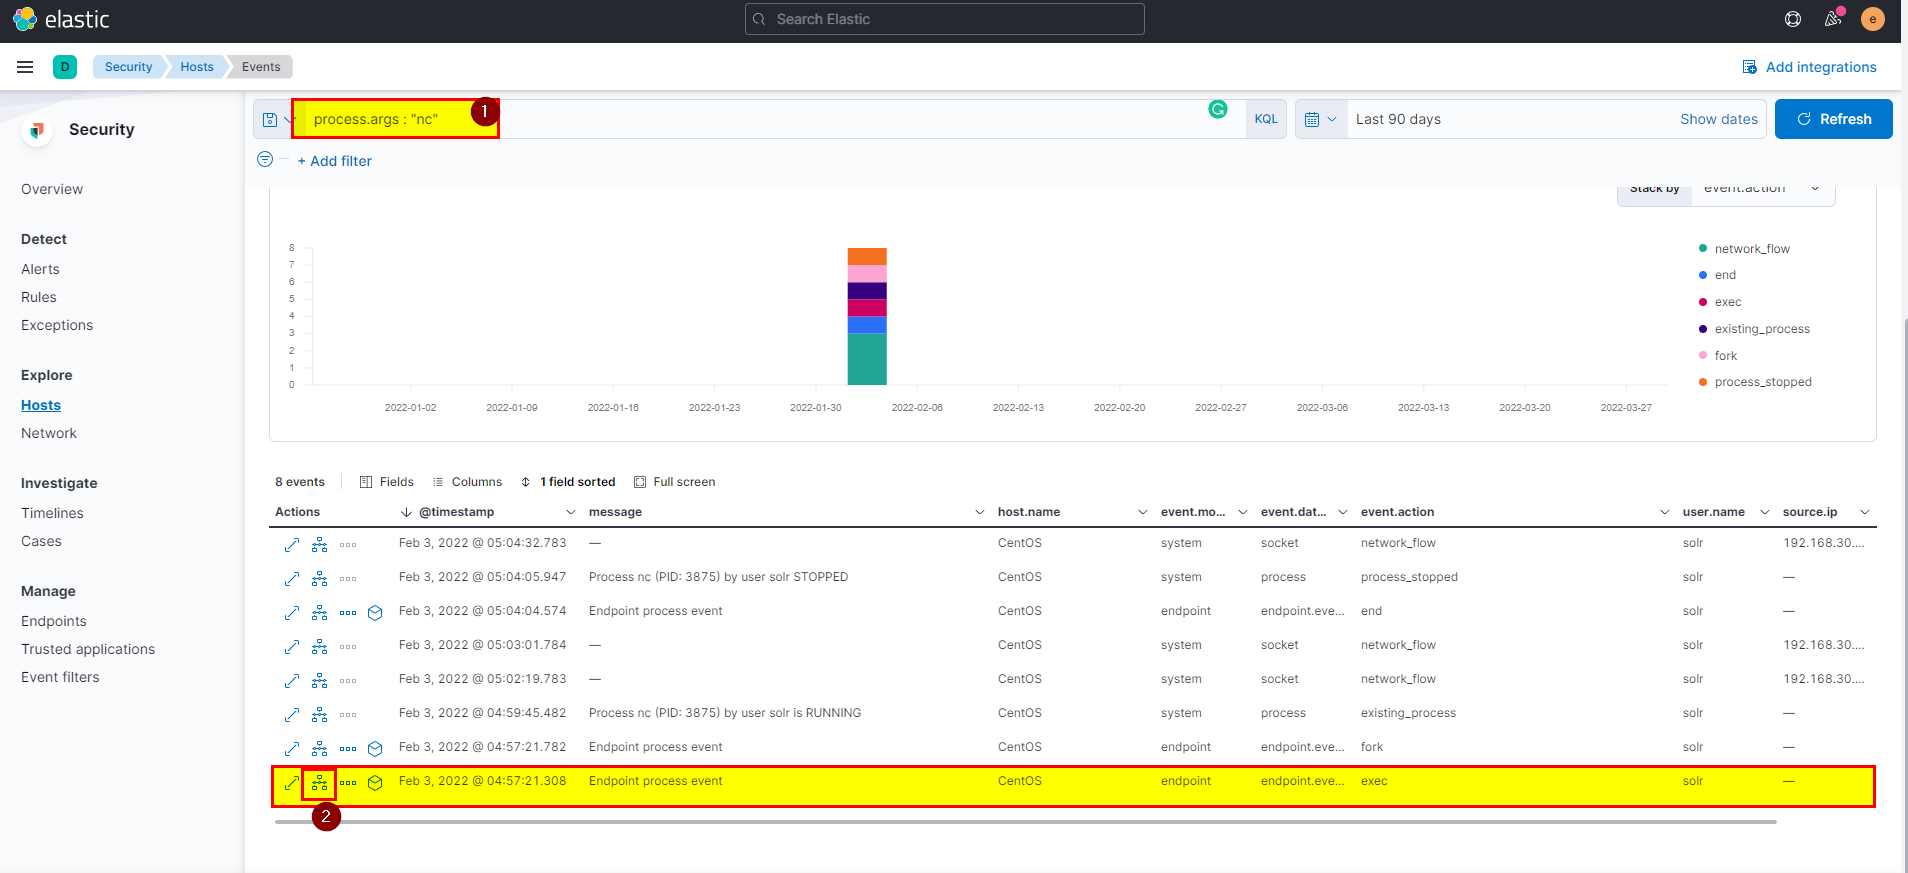 elastic
Search Elastic
e
D
Security
Hosts
Events
Add integrations
process.args : "nc"
1
KQL
Last 90 days
Show dates
Refresh
+ Add filter
Security
Overview
Detect
Alerts
Rules
Exceptions
Explore
Hosts
Network
Investigate
Timelines
Cases
Manage
Endpoints
Trusted applications
Event filters
Stack by event.action
8
7
6
5
4
3
2
1
0
2022-01-02 2022-01-09 2022-01-16 2022-01-23 2022-01-30 2022-02-06 2022-02-13 2022-02-20 2022-02-27 2022-03-06 2022-03-13 2022-03-20 2022-03-27
network_flow
end
exec
existing_process
fork
process_stopped
8 events Fields Columns 1 field sorted Full screen
Actions @timestamp message host.name event.mo... event.dat... event.action user.name source.ip
Feb 3, 2022 @ 05:04:32.783 — CentOS system socket network_flow solr 192.168.30....
Feb 3, 2022 @ 05:04:05.947 Process nc (PID: 3875) by user solr STOPPED CentOS system process process_stopped solr —
Feb 3, 2022 @ 05:04:04.574 Endpoint process event CentOS endpoint endpoint.eve... end solr —
Feb 3, 2022 @ 05:03:01.784 — CentOS system socket network_flow solr 192.168.30....
Feb 3, 2022 @ 05:02:19.783 — CentOS system socket network_flow solr 192.168.30....
Feb 3, 2022 @ 04:59:45.482 Process nc (PID: 3875) by user solr is RUNNING CentOS system process existing_process solr —
Feb 3, 2022 @ 04:57:21.782 Endpoint process event CentOS endpoint endpoint.eve... fork solr —
Feb 3, 2022 @ 04:57:21.308 Endpoint process event CentOS endpoint endpoint.eve... exec solr —
2